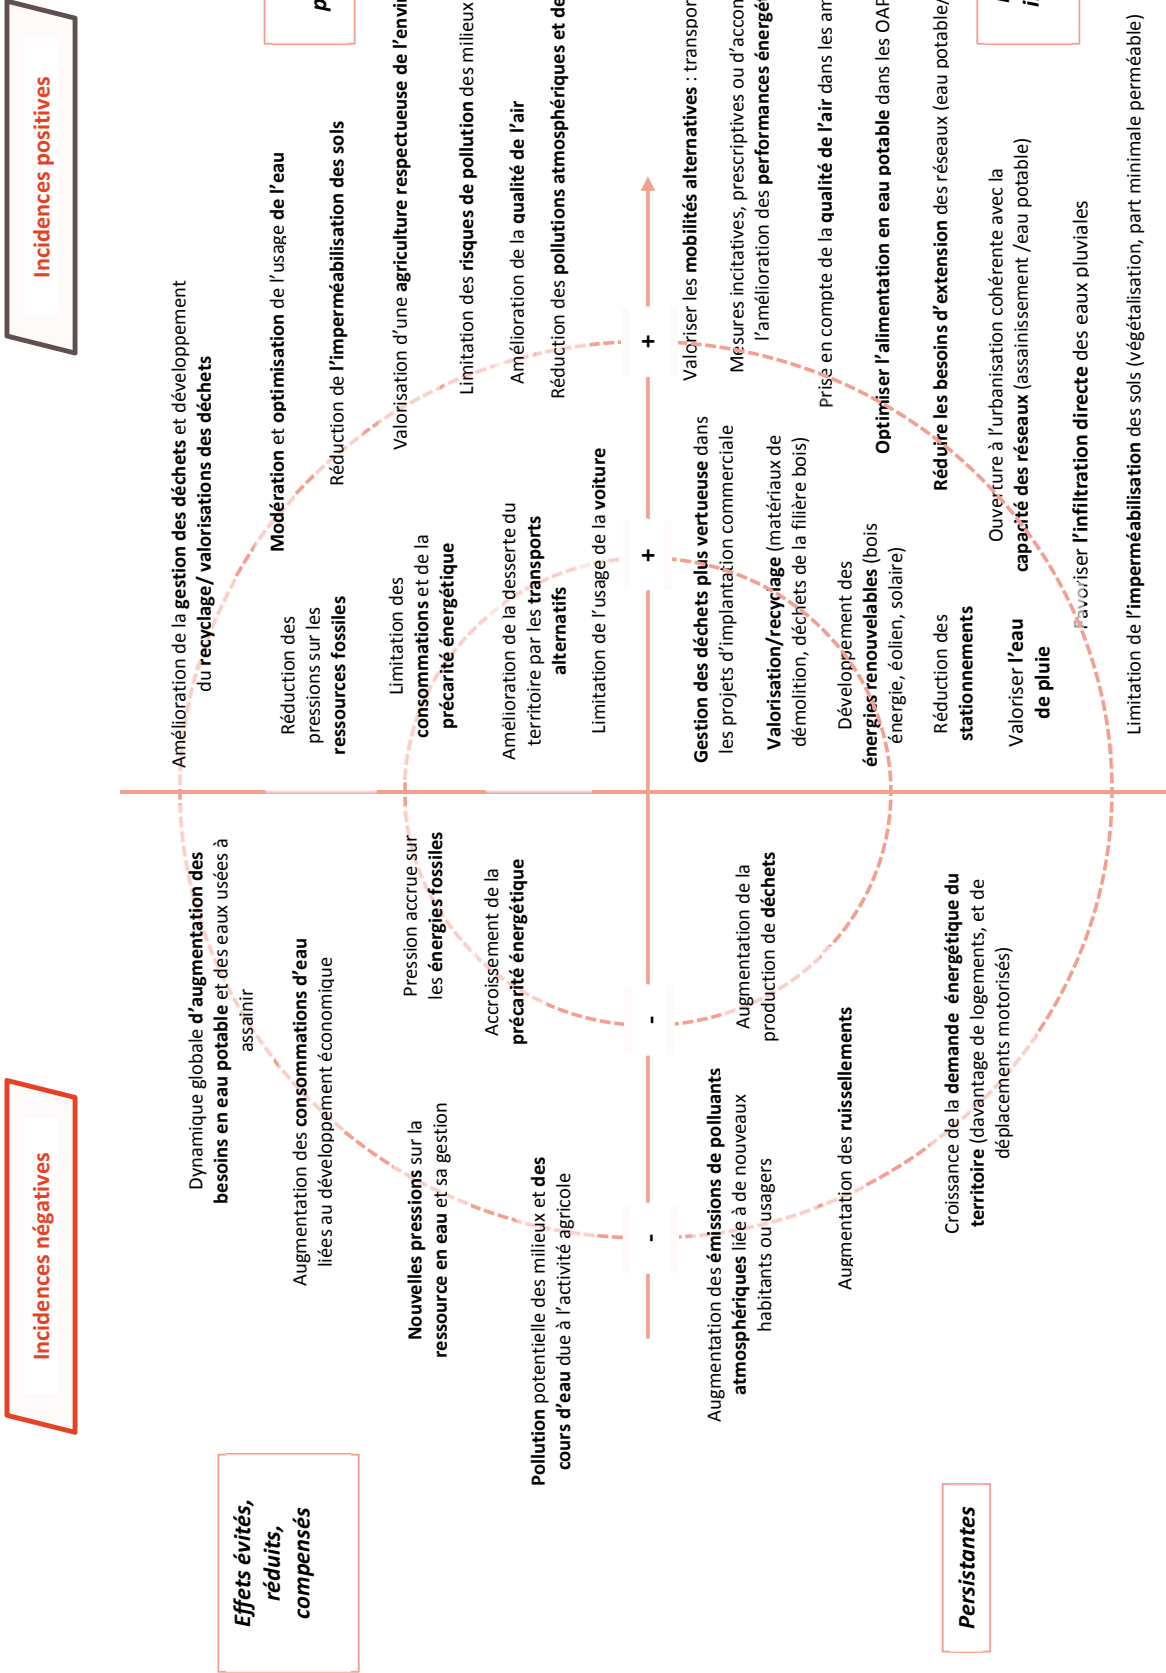 Incidences négatives
Incidences positives
Effets évités,
réduits,
compensés
Dynamique globale d'augmentation des
besoins en eau potable et des eaux usées à
assainir
Augmentation des consommations d'eau
liées au développement économique
Pression accrue sur
les énergies fossiles
Nouvelles pressions sur la
ressource en eau et sa gestion
Accroissement de la
précarité énergétique
Pollution potentielle des milieux et des
cours d'eau due à l'activité agricole
Amélioration de la gestion des déchets et développement
du recyclage/ valorisations des déchets
Modération et optimisation de l'usage de l'eau
Réduction des
pressions sur les
ressources fossiles
Réduction de l'imperméabilisation des sols
Limitation des
consommations et de la
précarité énergétique
Valorisation d'une agriculture respectueuse de l'envi
Limitation des risques de pollution des milieux
Amélioration de la desserte du
territoire par les transports
alternatifs
Amélioration de la qualité de l'air
Réduction des pollutions atmosphériques et de
Limitation de l'usage de la voiture
-
-
+
+
Persistantes
Augmentation des émissions de polluants
atmosphériques liée à de nouveaux
habitants ou usagers
Augmentation de la
production de déchets
Augmentation des ruissellements
Croissance de la demande énergétique du
territoire (davantage de logements, et de
déplacements motorisés)
Gestion des déchets plus vertueuse dans
les projets d'implantation commerciale
Valoriser les mobilités alternatives : transpor
Mesures incitatives, prescriptives ou d'accon
l'amélioration des performances énergét
Valorisation/recyclage (matériaux de
démolition, déchets de la filière bois)
Prise en compte de la qualité de l'air dans les am
Développement des
énergies renouvelables (bois
énergie, éolien, solaire)
Optimiser l'alimentation en eau potable dans les OAP
Réduction des
stationnements
Réduire les besoins d'extension des réseaux (eau potable/
Ouverture à l'urbanisation cohérente avec la
capacité des réseaux (assainissement /eau potable)
Valoriser l'eau
de pluie
Favoriser l'infiltration directe des eaux pluviales
Limitation de l'imperméabilisation des sols (végétalisation, part minimale perméable)